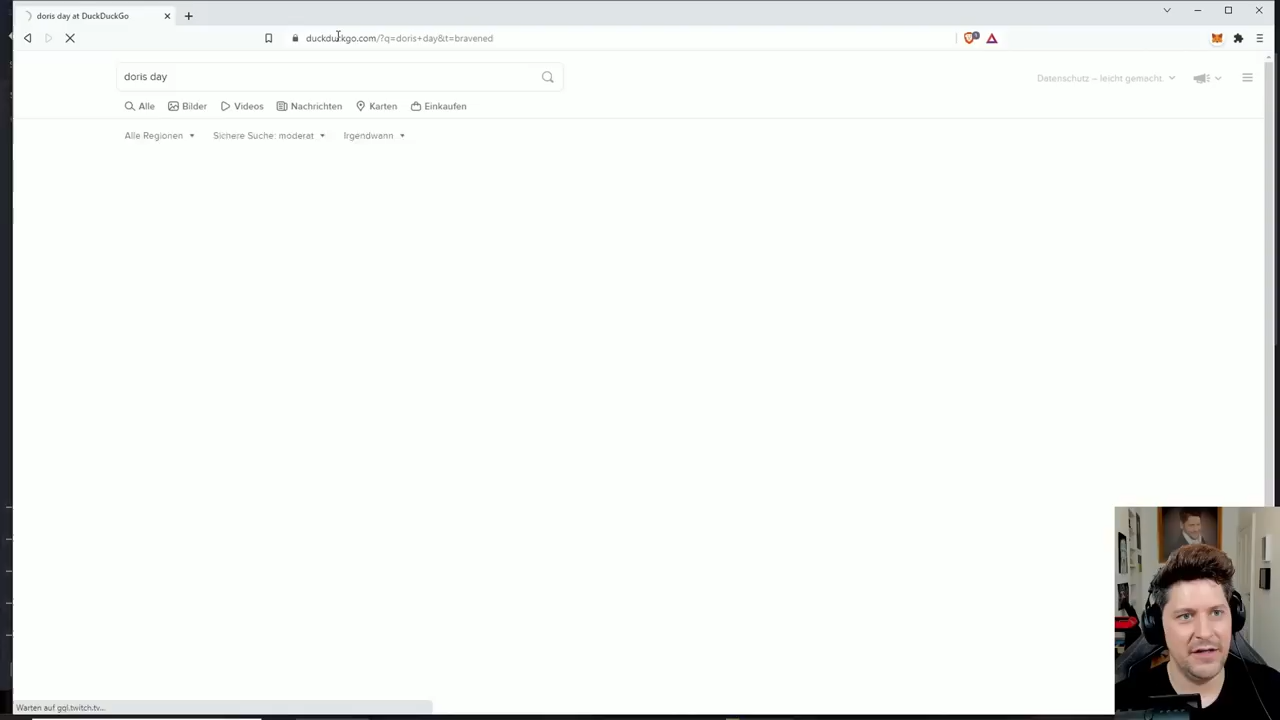 doris day at DuckDuckGo
duckduckgo.com/?q=doris+day&t=bravened
doris day
Datenschutz – leicht gemacht.
Alle Bilder Videos Nachrichten Karten Einkaufen
Alle Regionen Sichere Suche: moderat Irgendwann
Warten auf gql.twitch.tv...